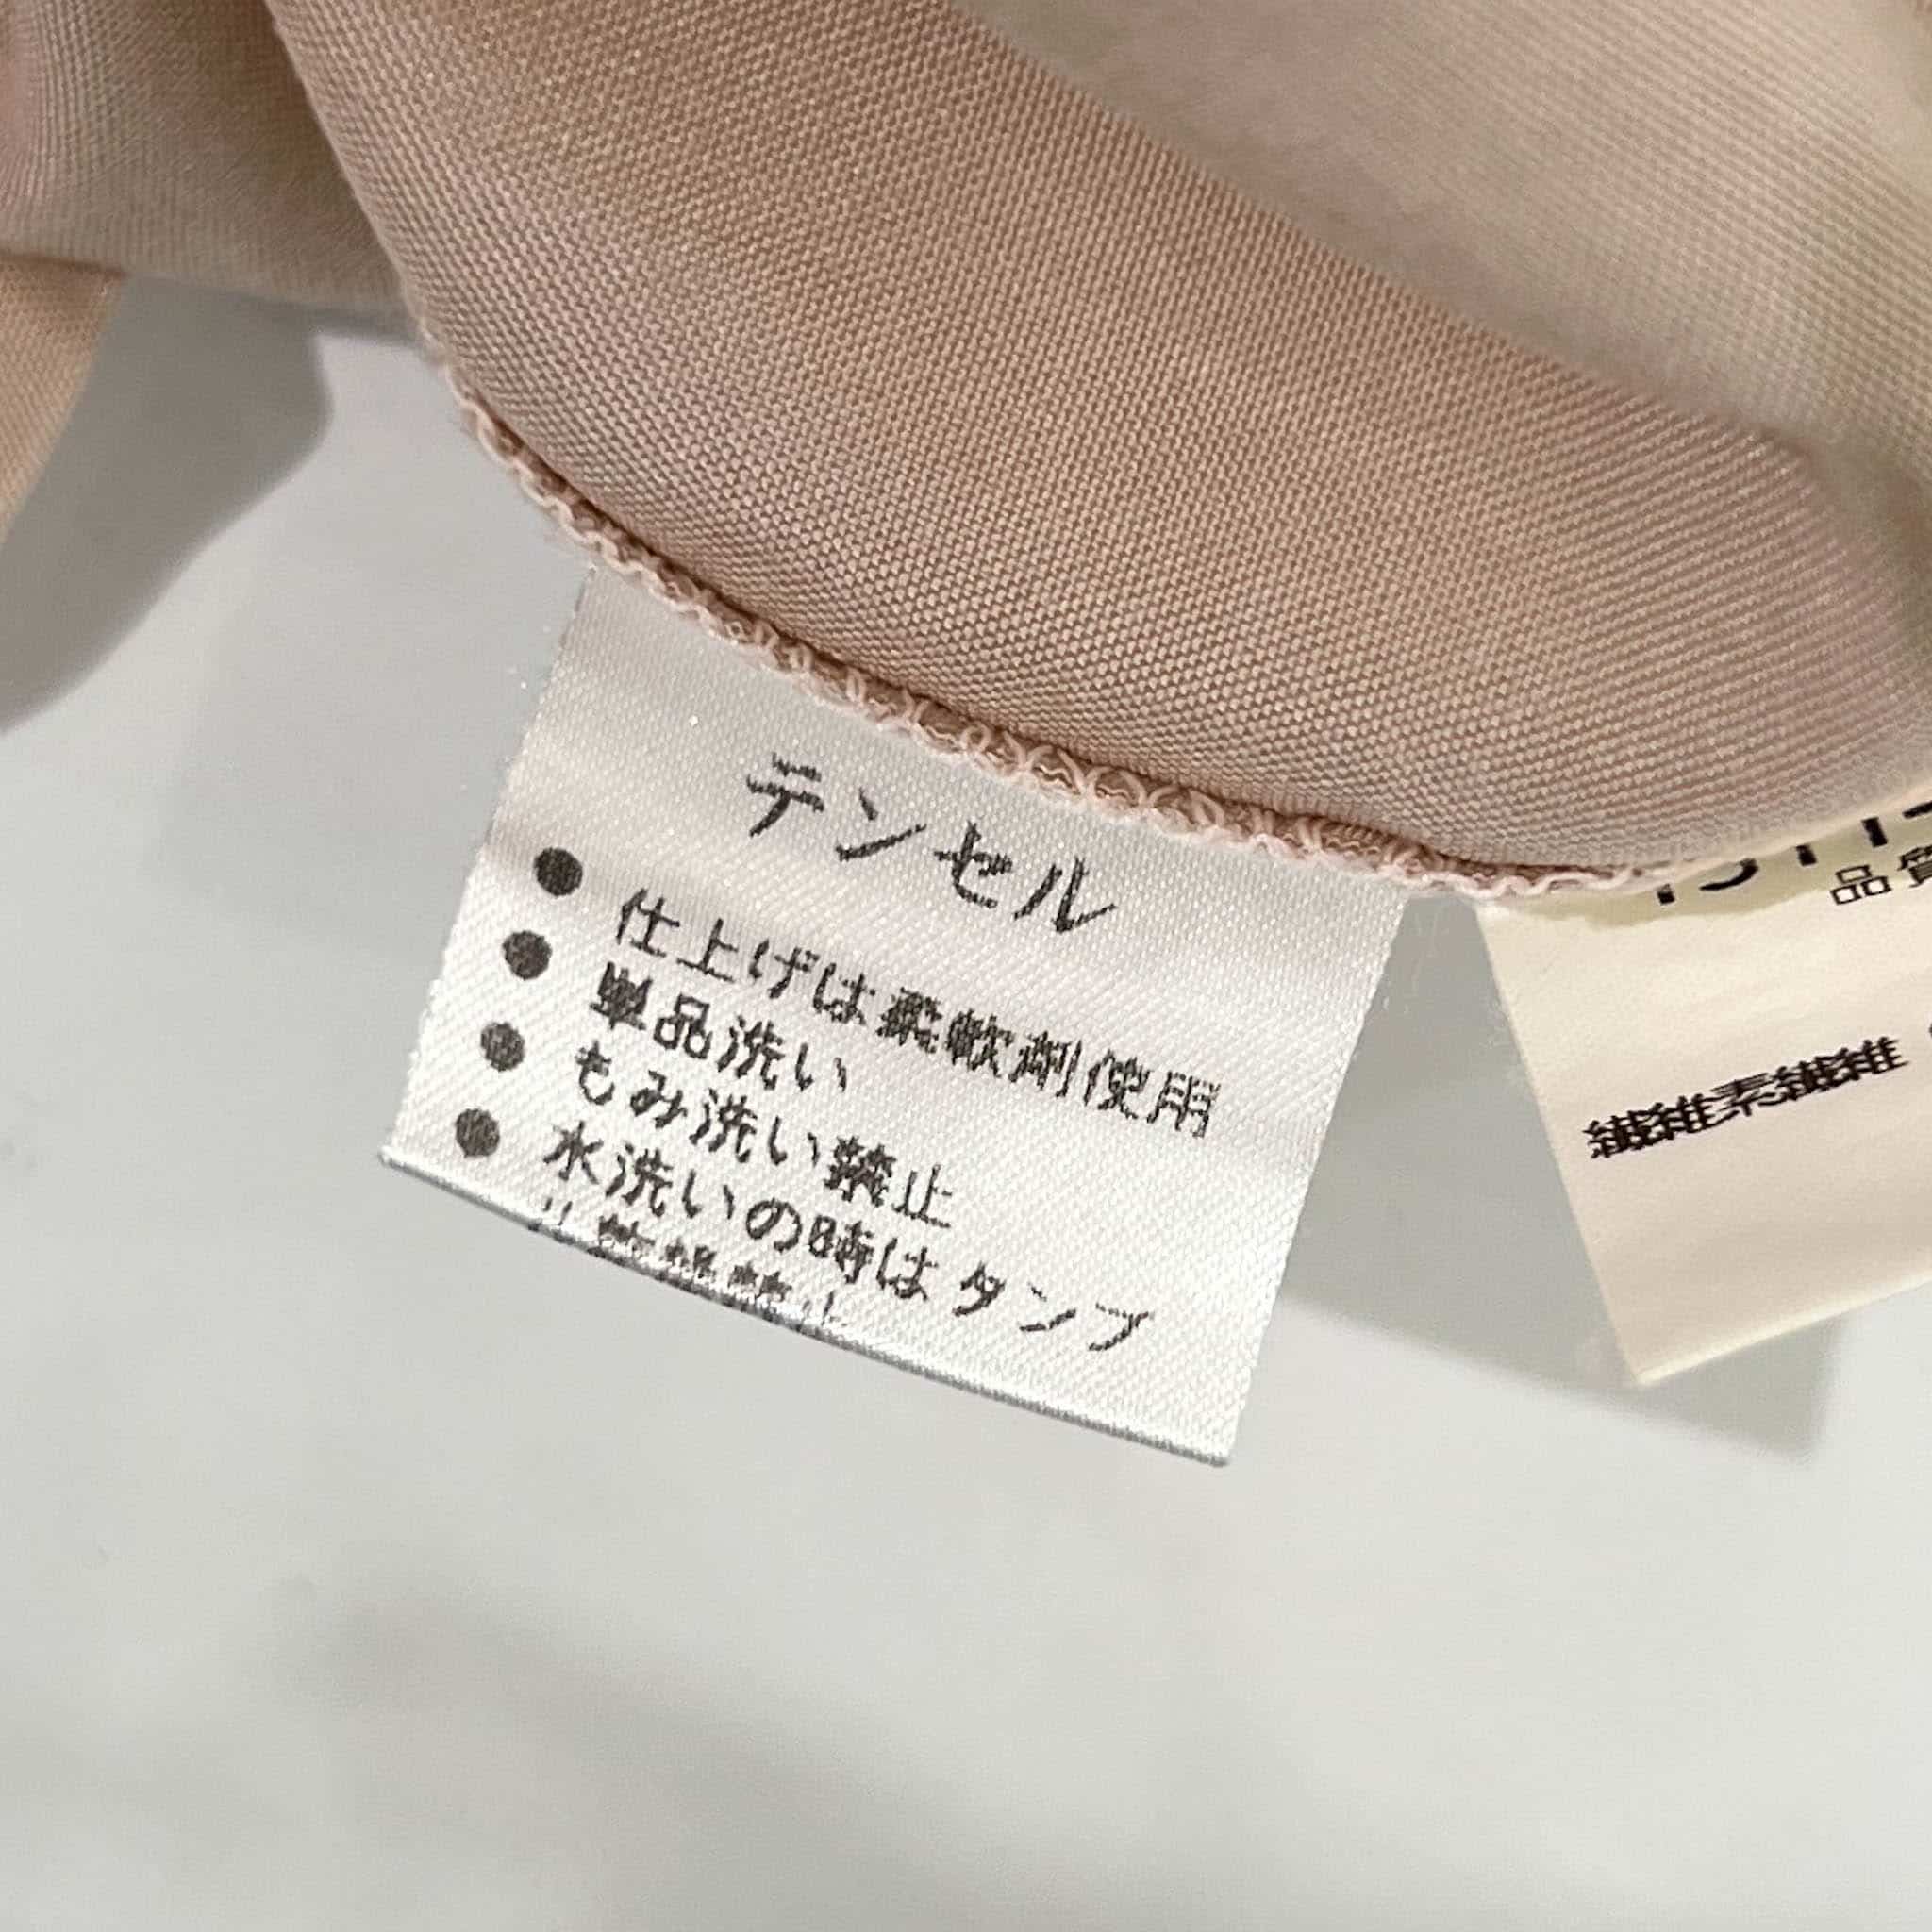 テンセル
● 仕上げは柔軟剤使用
● 単品洗い
● もみ洗い禁止
● 水洗いの8時はタンブ
品質
繊維素繊維